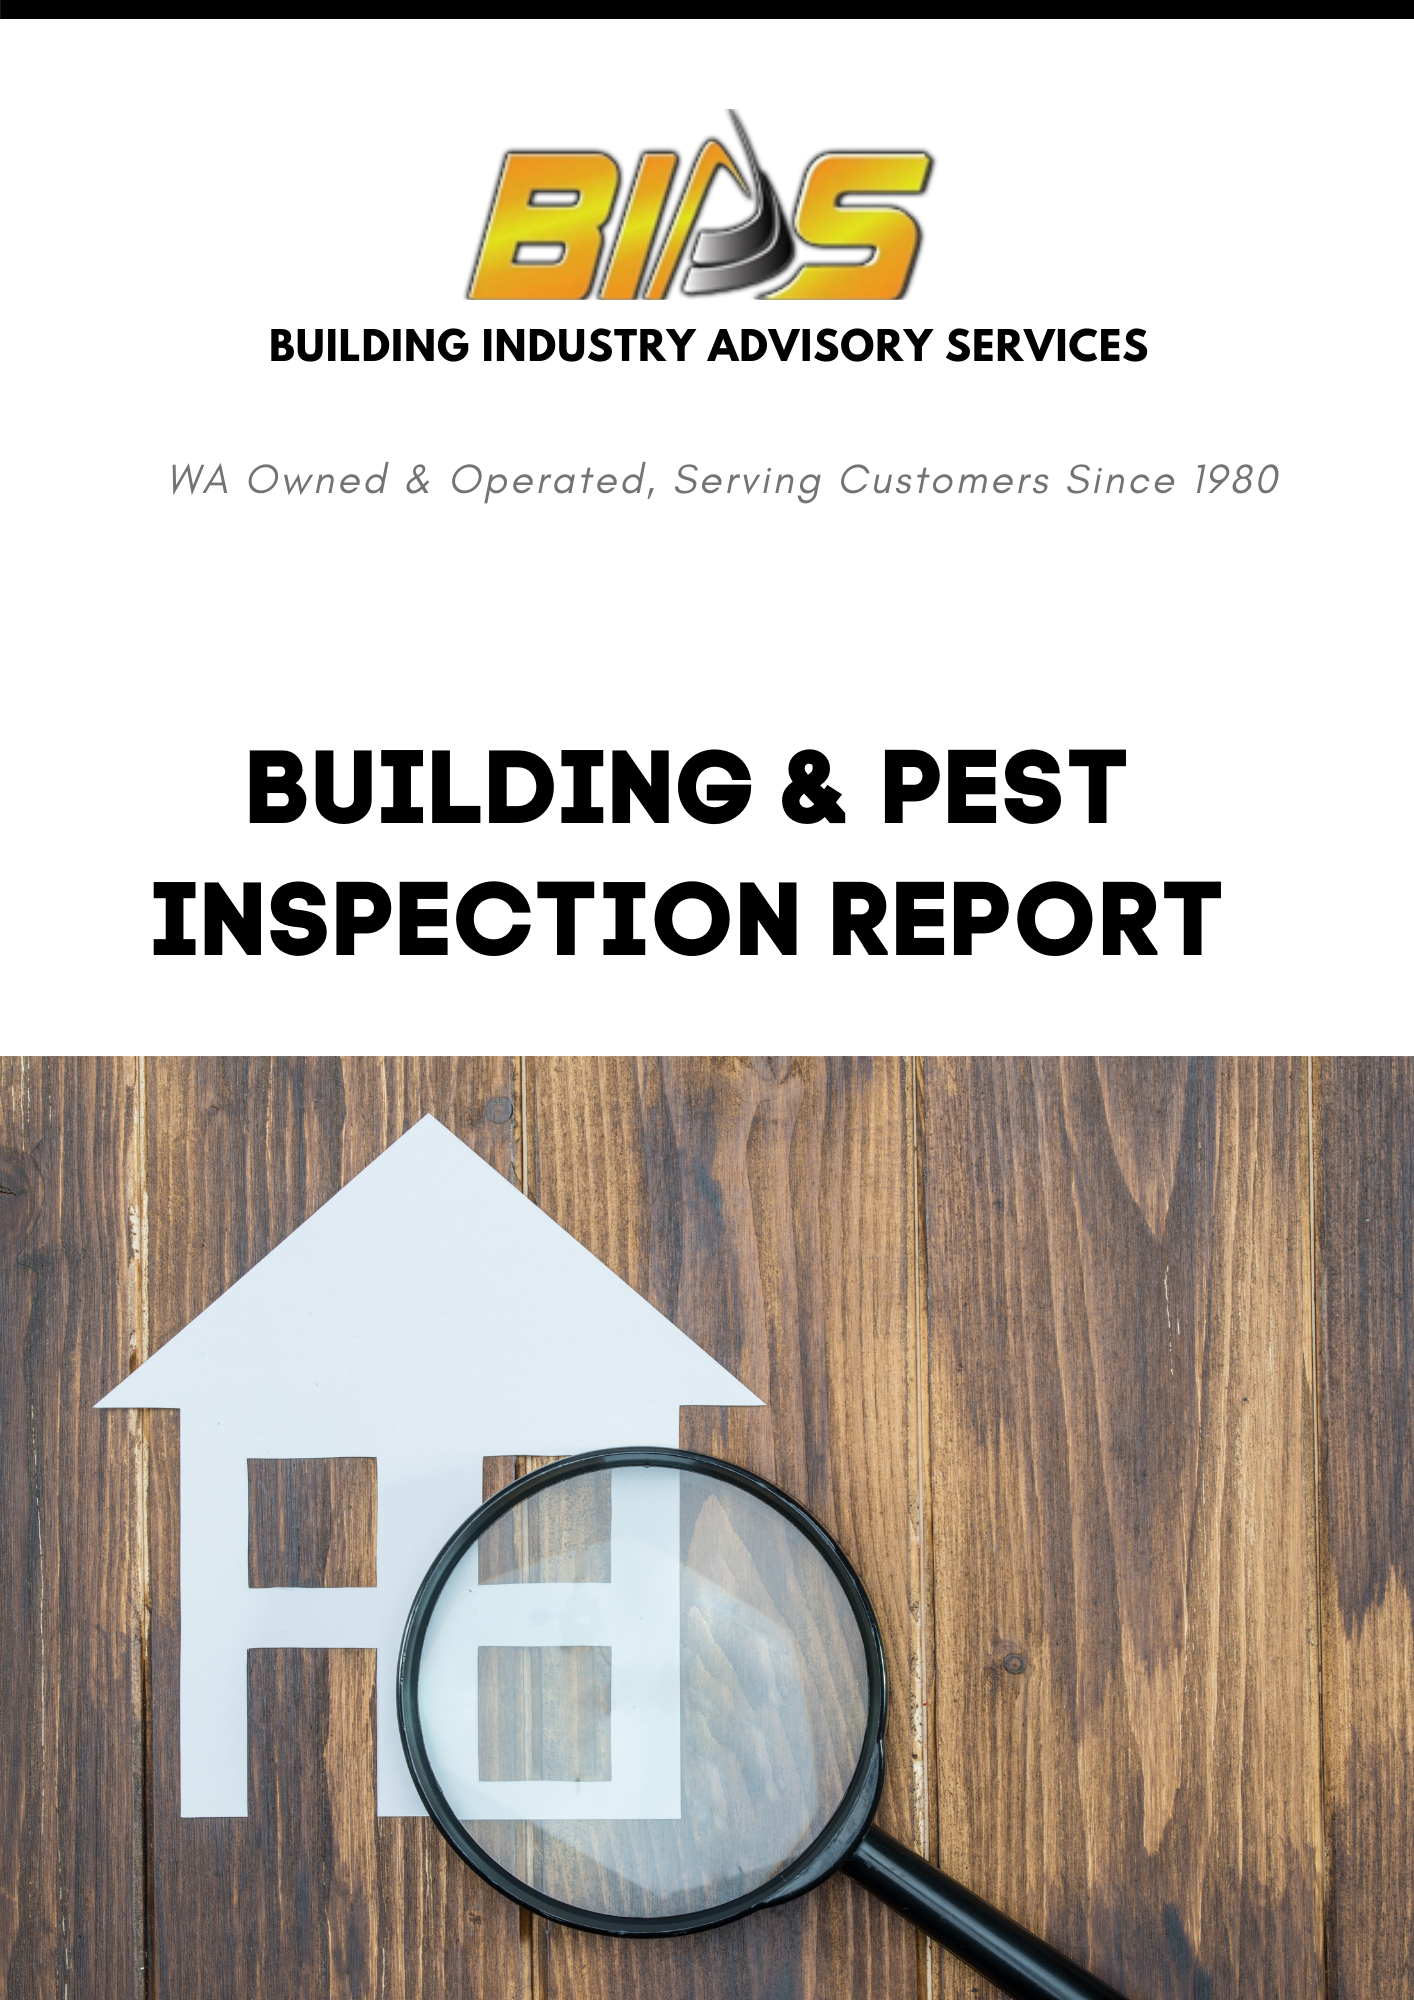 BIAS
BUILDING INDUSTRY ADVISORY SERVICES
WA Owned & Operated, Serving Customers Since 1980
BUILDING & PEST
INSPECTION REPORT